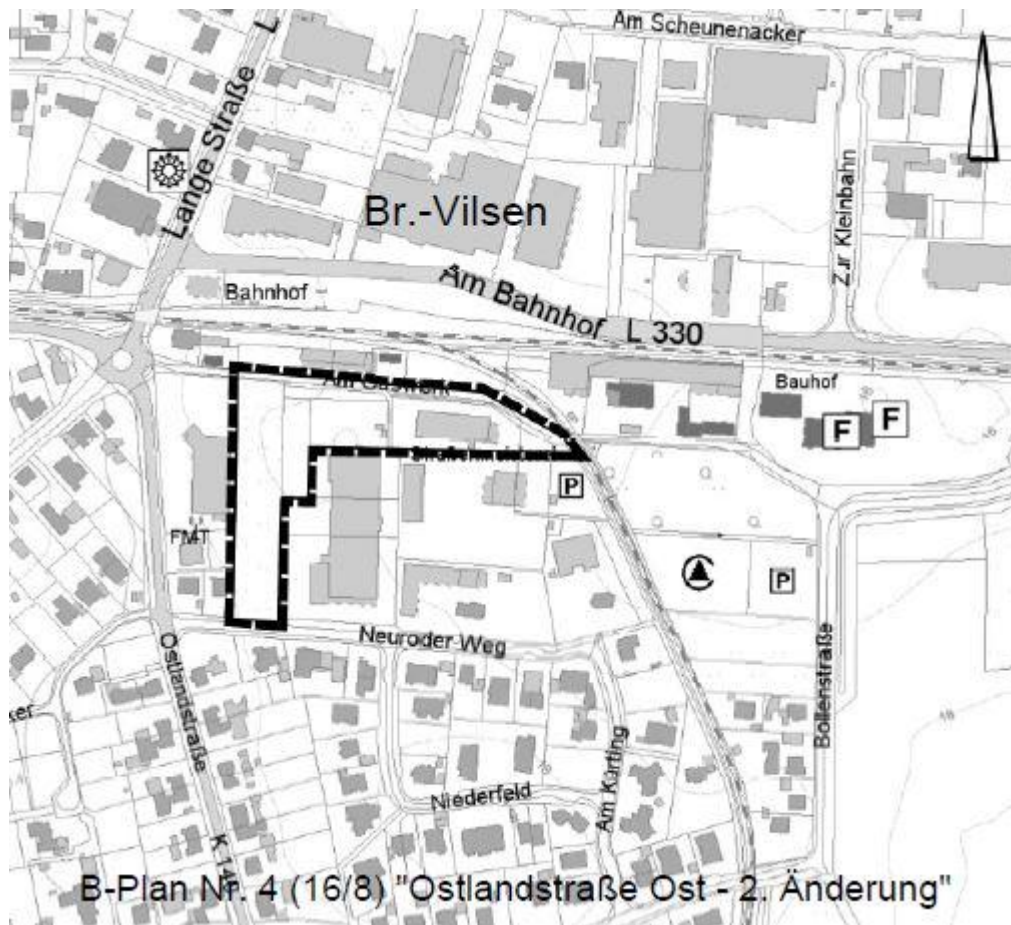 Am Scheunenacker
Lange Straße
L
Br.-Vilsen
Zur Kleinbahn
Bahnhof
Am Bahnhof L 330
Bauhof
F
F
P
FMT
P
Neuroder Weg
Ostlandstraße
Bollenstraße
Am Kürting
Niederfeld
K 14
B-Plan Nr. 4 (16/8) "Ostlandstraße Ost - 2. Änderung"